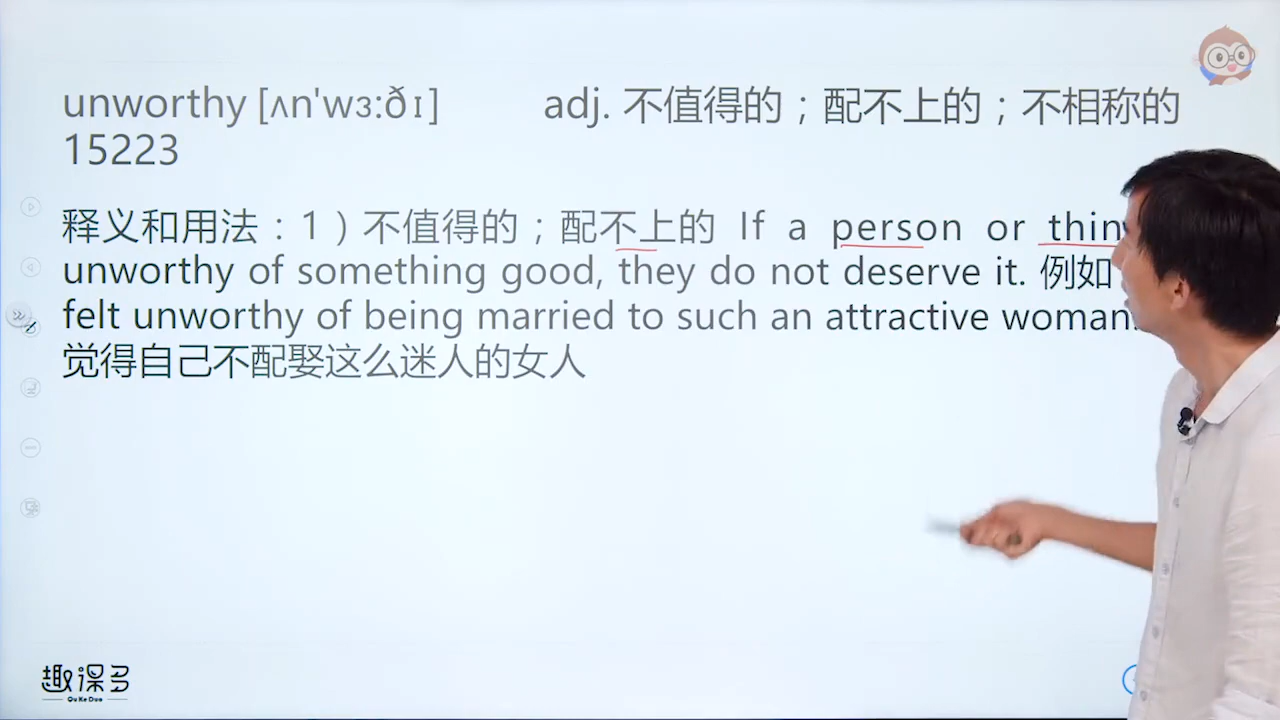 unworthy [ʌn'wɜ:ðɪ] adj. 不值得的；配不上的；不相称的
15223
释义和用法：1）不值得的；配不上的 If a person or thin
unworthy of something good, they do not deserve it. 例如
felt unworthy of being married to such an attractive woman.
觉得自己不配娶这么迷人的女人
趣课多
Qu Ke Duo